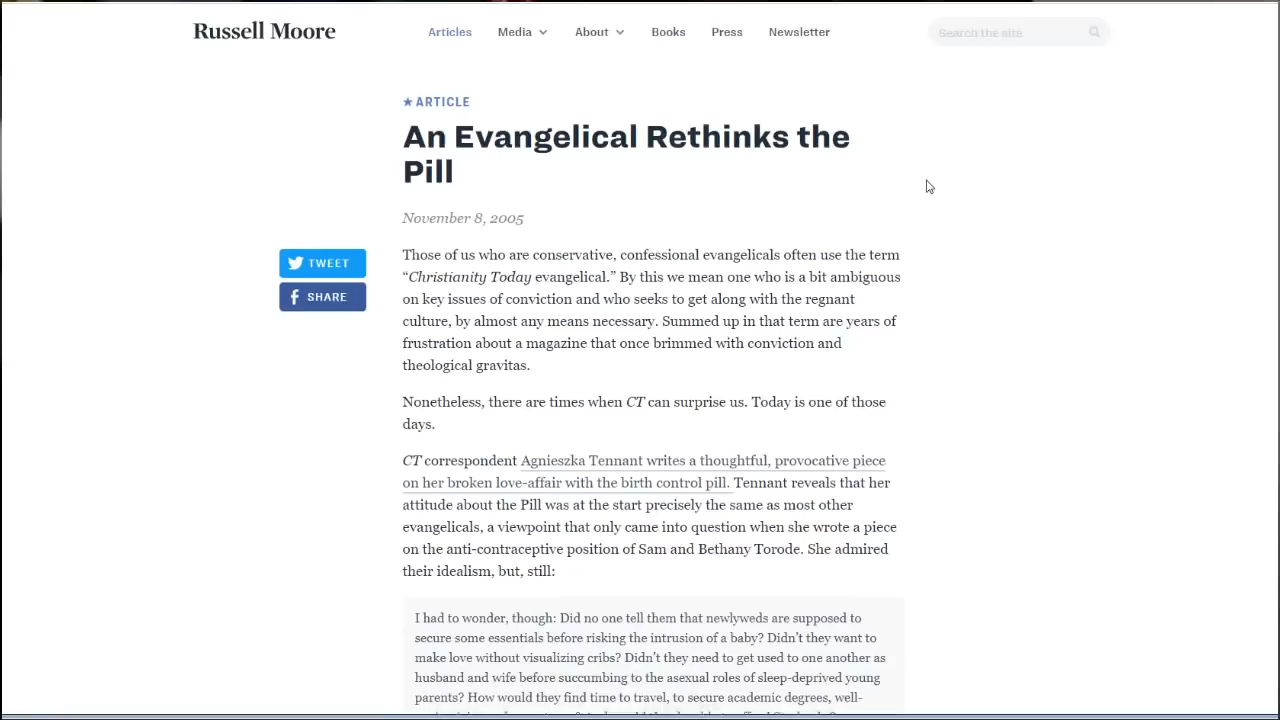 Russell Moore
Articles Media About Books Press Newsletter
Search the site
★ ARTICLE
An Evangelical Rethinks the
Pill
November 8, 2005
TWEET
SHARE
Those of us who are conservative, confessional evangelicals often use the term
“Christianity Today evangelical.” By this we mean one who is a bit ambiguous
on key issues of conviction and who seeks to get along with the regnant
culture, by almost any means necessary. Summed up in that term are years of
frustration about a magazine that once brimmed with conviction and
theological gravitas.
Nonetheless, there are times when CT can surprise us. Today is one of those
days.
CT correspondent Agnieszka Tennant writes a thoughtful, provocative piece
on her broken love-affair with the birth control pill. Tennant reveals that her
attitude about the Pill was at the start precisely the same as most other
evangelicals, a viewpoint that only came into question when she wrote a piece
on the anti-contraceptive position of Sam and Bethany Torode. She admired
their idealism, but, still:
I had to wonder, though: Did no one tell them that newlyweds are supposed to
secure some essentials before risking the intrusion of a baby? Didn’t they want to
make love without visualizing cribs? Didn’t they need to get used to one another as
husband and wife before succumbing to the asexual roles of sleep-deprived young
parents? How would they find time to travel, to secure academic degrees, well-